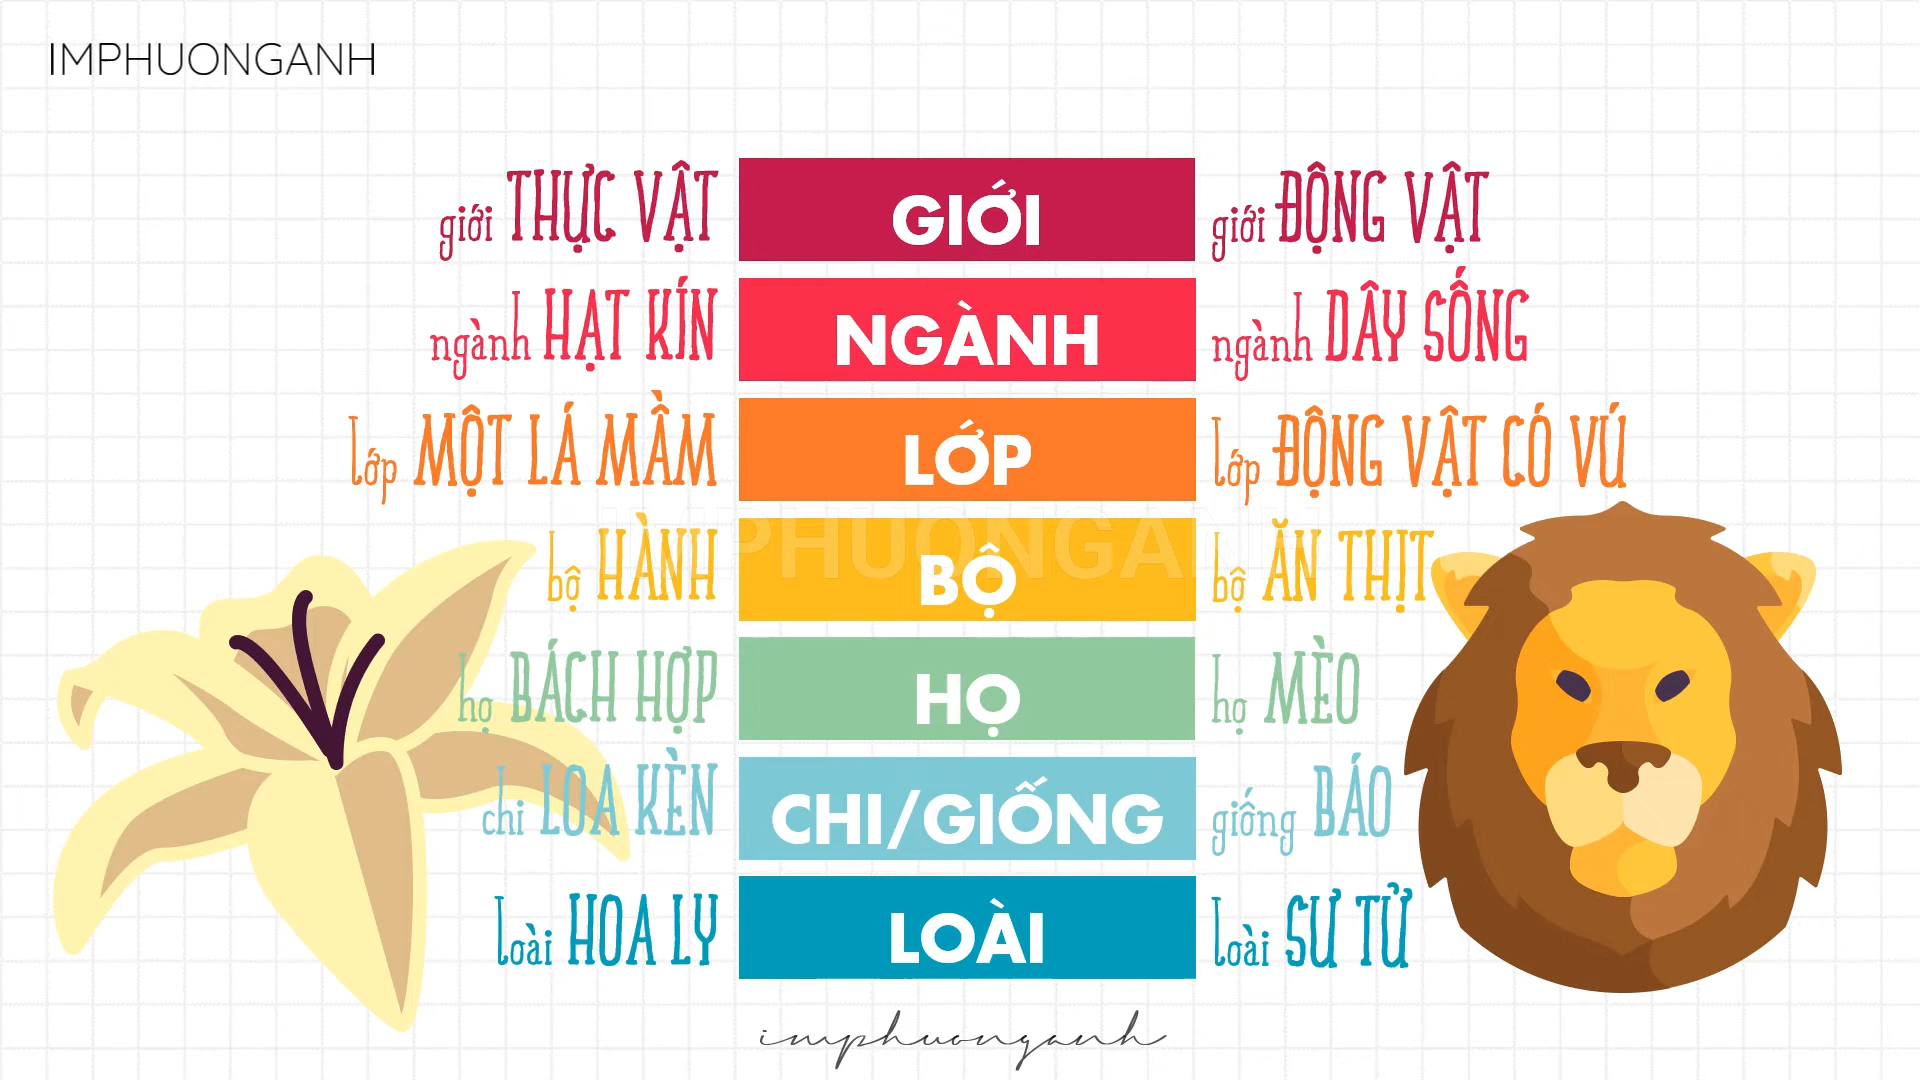 IMPHUONGANH
giới THỰC VẬT GIỚI giới ĐỘNG VẬT
ngành HẠT KÍN NGÀNH ngành DÂY SỐNG
lớp MỘT LÁ MẦM LỚP lớp ĐỘNG VẬT CÓ VÚ
IMPHUONGANH
bộ HÀNH BỘ bộ ĂN THỊT
họ BÁCH HỢP HỌ họ MÈO
chi LOA KÈN CHI/GIỐNG giống BÁO
loài HOA LY LOÀI loài SƯ TỬ
imphuonganh